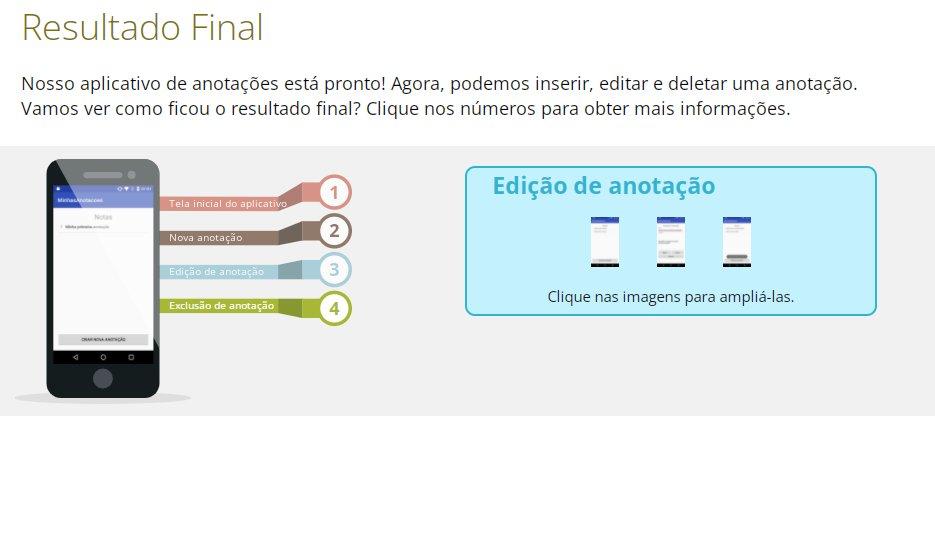 Resultado Final
Nosso aplicativo de anotações está pronto! Agora, podemos inserir, editar e deletar uma anotação.
Vamos ver como ficou o resultado final? Clique nos números para obter mais informações.
MinhasAnotacoes
Notas
Minha primeira anotação
CRIAR NOVA ANOTAÇÃO
Tela inicial do aplicativo
1
Nova anotação
2
Edição de anotação
3
Exclusão de anotação
4
Edição de anotação
Clique nas imagens para ampliá-las.